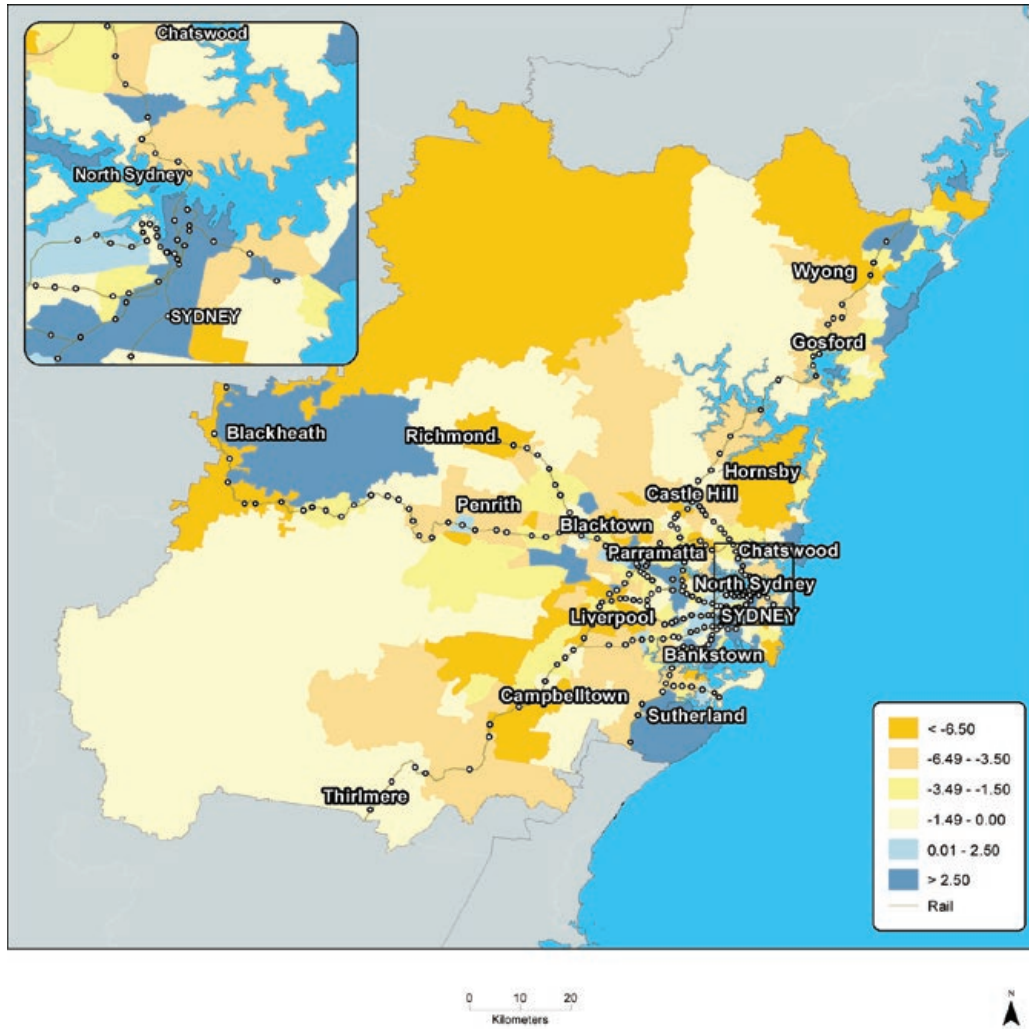 Chatswood
North Sydney
SYDNEY
Wyong
Gosford
Blackheath
Richmond.
Hornsby
Castle Hill
Penrith
Blacktown
Chatswood
Parramatta
North Sydney
Liverpool
SYDNEY
Bankstown
Campbelltown
Sutherland
Thirlmere
< -6.50
-6.49 - -3.50
-3.49 - -1.50
-1.49 - 0.00
0.01 - 2.50
> 2.50
Rail
0 10 20
Kilometers
N